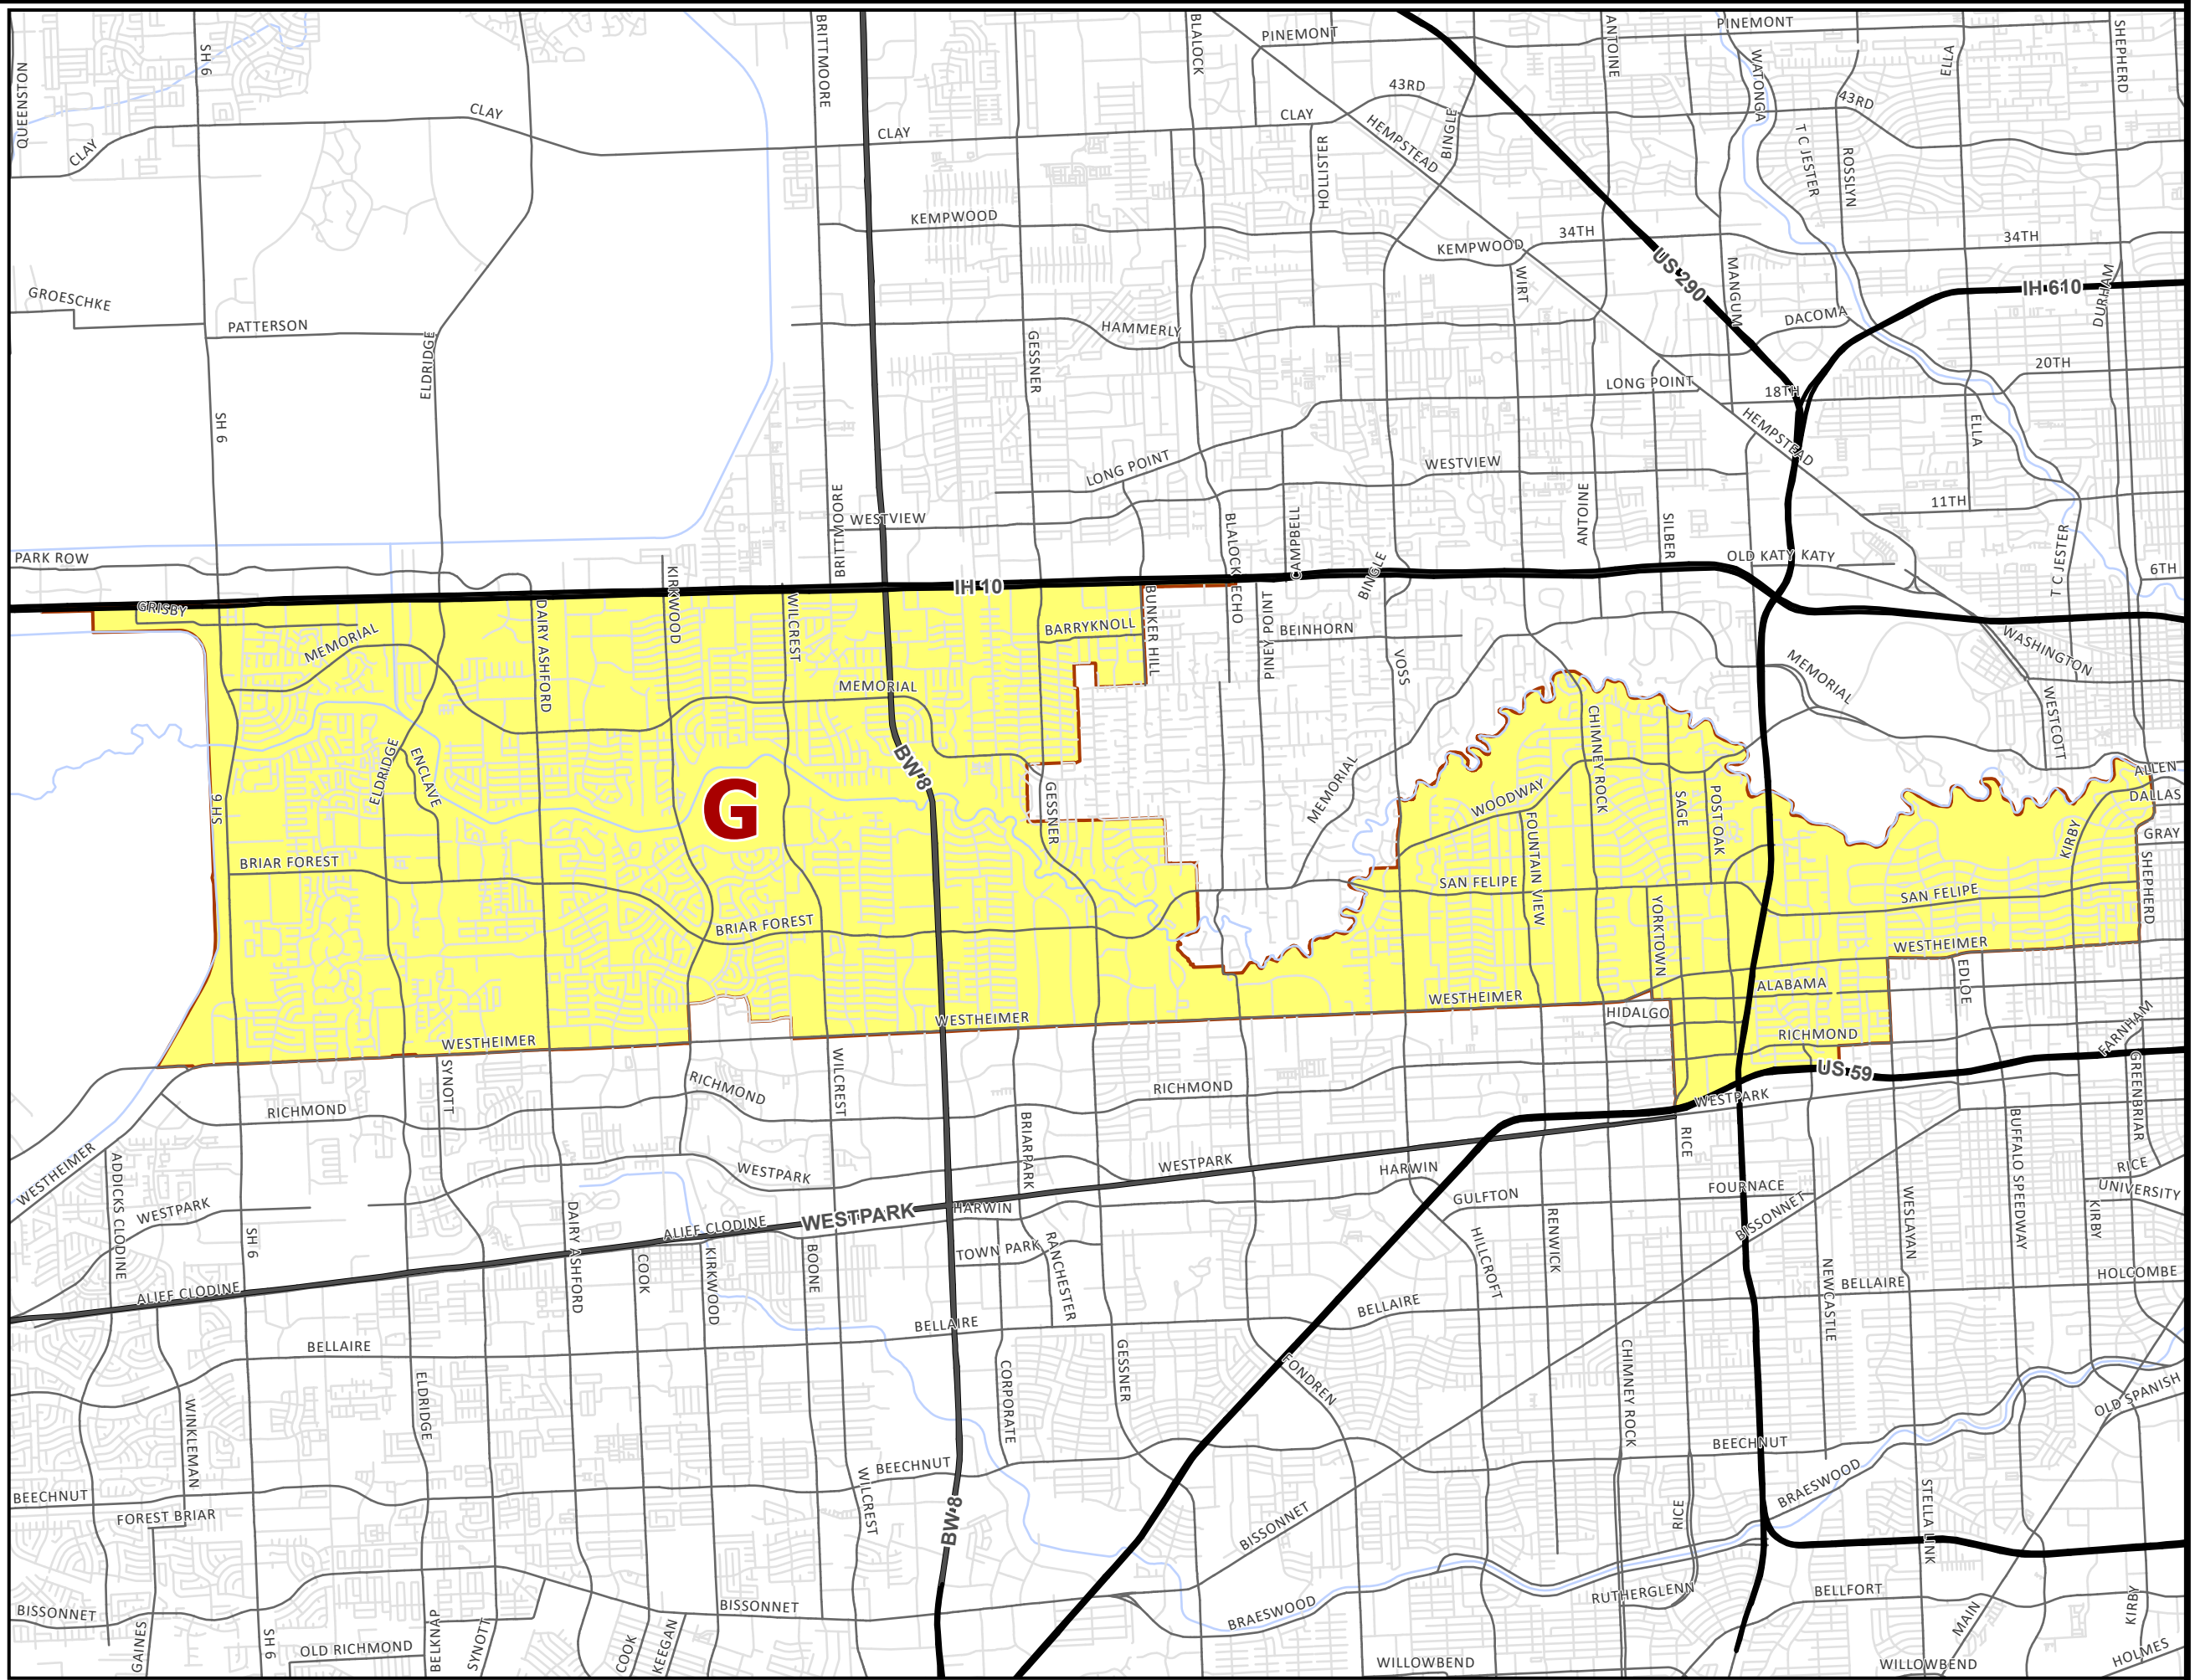 QUEENSTON
SH 6
BRITTMOORE
BLALOCK
PINEMONT
ANTOINE
PINEMONT
WATONGA
ELLA
SHEPHERD
CLAY
CLAY
CLAY
CLAY
43RD
43RD
HEMPSTEAD
BINGLE
HOLLISTER
T C JESTER
ROSSLYN
KEMPWOOD
KEMPWOOD
34TH
34TH
WIRT
US 290
MANGUM
IH 610
DURHAM
GROESCHKE
PATTERSON
ELDRIDGE
HAMMERLY
GESSNER
DACOMA
20TH
LONG POINT
18TH
HEMPSTEAD
SH 6
ELLA
LONG POINT
WESTVIEW
11TH
BRITTMOORE
WESTVIEW
BLALOCK
CAMPBELL
ANTOINE
SILBER
T C JESTER
PARK ROW
OLD KATY
KATY
6TH
IH 10
KIRKWOOD
BINGLE
GRISBY
DAIRY ASHFORD
WILCREST
BUNKER HILL
ECHO
PINEY POINT
BARRYKNOLL
BEINHORN
MEMORIAL
WASHINGTON
MEMORIAL
VOSS
MEMORIAL
WESTCOTT
CHIMNEY ROCK
ELDRIDGE
ENCLAVE
BW 8
G
GESSNER
MEMORIAL
WOODWAY
FOUNTAIN VIEW
SAGE
POST OAK
ALLEN
DALLAS
KIRBY
GRAY
SH 6
BRIAR FOREST
BRIAR FOREST
SAN FELIPE
SAN FELIPE
SHEPHERD
YORKTOWN
WESTHEIMER
EDLOE
ALABAMA
WESTHEIMER
HIDALGO
RICHMOND
WESTHEIMER
WESTHEIMER
FARNHAM
US 59
GREENBRIAR
SYNOTT
WILCREST
RICHMOND
RICHMOND
RICHMOND
WESTPARK
RICE
BUFFALO SPEEDWAY
BRIARPARK
WESTHEIMER
ADDICKS CLODINE
WESTPARK
WESTPARK
WESTPARK
HARWIN
GULFTON
FOURNACE
BISSONNET
RICE
UNIVERSITY
WESLAYAN
KIRBY
SH 6
DAIRY ASHFORD
ALIEF CLODINE
WESTPARK
HARWIN
TOWN PARK
RANCHESTER
HILLCROFT
RENWICK
COOK
KIRKWOOD
BOONE
NEWCASTLE
BELLAIRE
HOLCOMBE
ALIEF CLODINE
BELLAIRE
BELLAIRE
BELLAIRE
CHIMNEY ROCK
GESSNER
FONDREN
CORPORATE
WINKLEMAN
ELDRIDGE
OLD SPANISH
BEECHNUT
BEECHNUT
WILCREST
BRAESWOOD
BEECHNUT
STELLA LINK
FOREST BRIAR
BW 8
BISSONNET
RICE
BISSONNET
BISSONNET
BRAESWOOD
RUTHERGLENN
BELLFORT
MAIN
KIRBY
GAINES
SH 6
OLD RICHMOND
BELKNAP
SYNOTT
COOK
KEEGAN
WILLOWBEND
WILLOWBEND
HOLMES